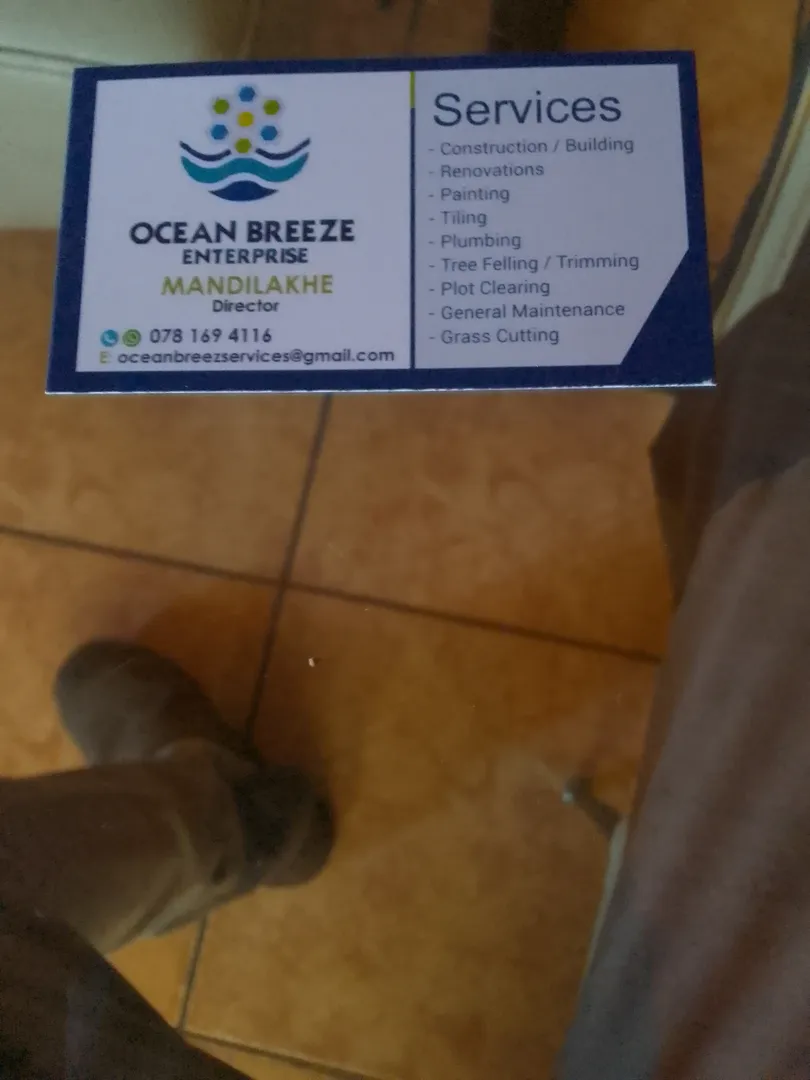 OCEAN BREEZE
ENTERPRISE
MANDILAKHE
Director
078 169 4116
E: oceanbreezservices@gmail.com
Services
- Construction / Building
- Renovations
- Painting
- Tiling
- Plumbing
- Tree Felling / Trimming
- Plot Clearing
- General Maintenance
- Grass Cutting